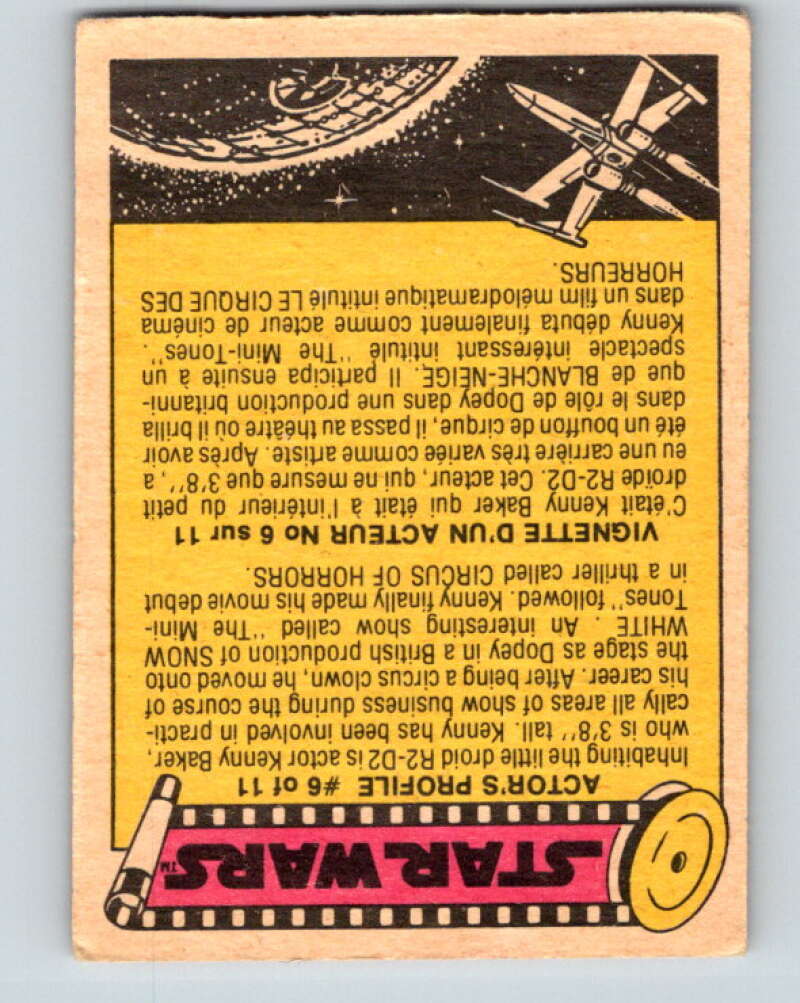 STAR WARS™
ACTOR'S PROFILE #6 of 11
Inhabiting the little droid R2-D2 is actor Kenny Baker,
who is 3'8'' tall. Kenny has been involved in practi-
cally all areas of show business during the course of
his career. After being a circus clown, he moved onto
the stage as Dopey in a British production of SNOW
WHITE . An interesting show called "The Mini-
Tones" followed. Kenny finally made his movie debut
in a thriller called CIRCUS OF HORRORS.
VIGNETTE D'UN ACTEUR No 6 sur 11
C'était Kenny Baker qui était à l'intérieur du petit
droïde R2-D2. Cet acteur, qui ne mesure que 3'8'', a
eu une carrière très variée comme artiste. Après avoir
été un bouffon de cirque, il passa au théâtre où il brilla
dans le rôle de Dopey dans une production britanni-
que de BLANCHE-NEIGE. Il participa ensuite à un
spectacle intéressant intitulé "The Mini-Tones".
Kenny débuta finalement comme acteur de cinéma
dans un film mélodramatique intitulé LE CIRQUE DES
HORREURS.